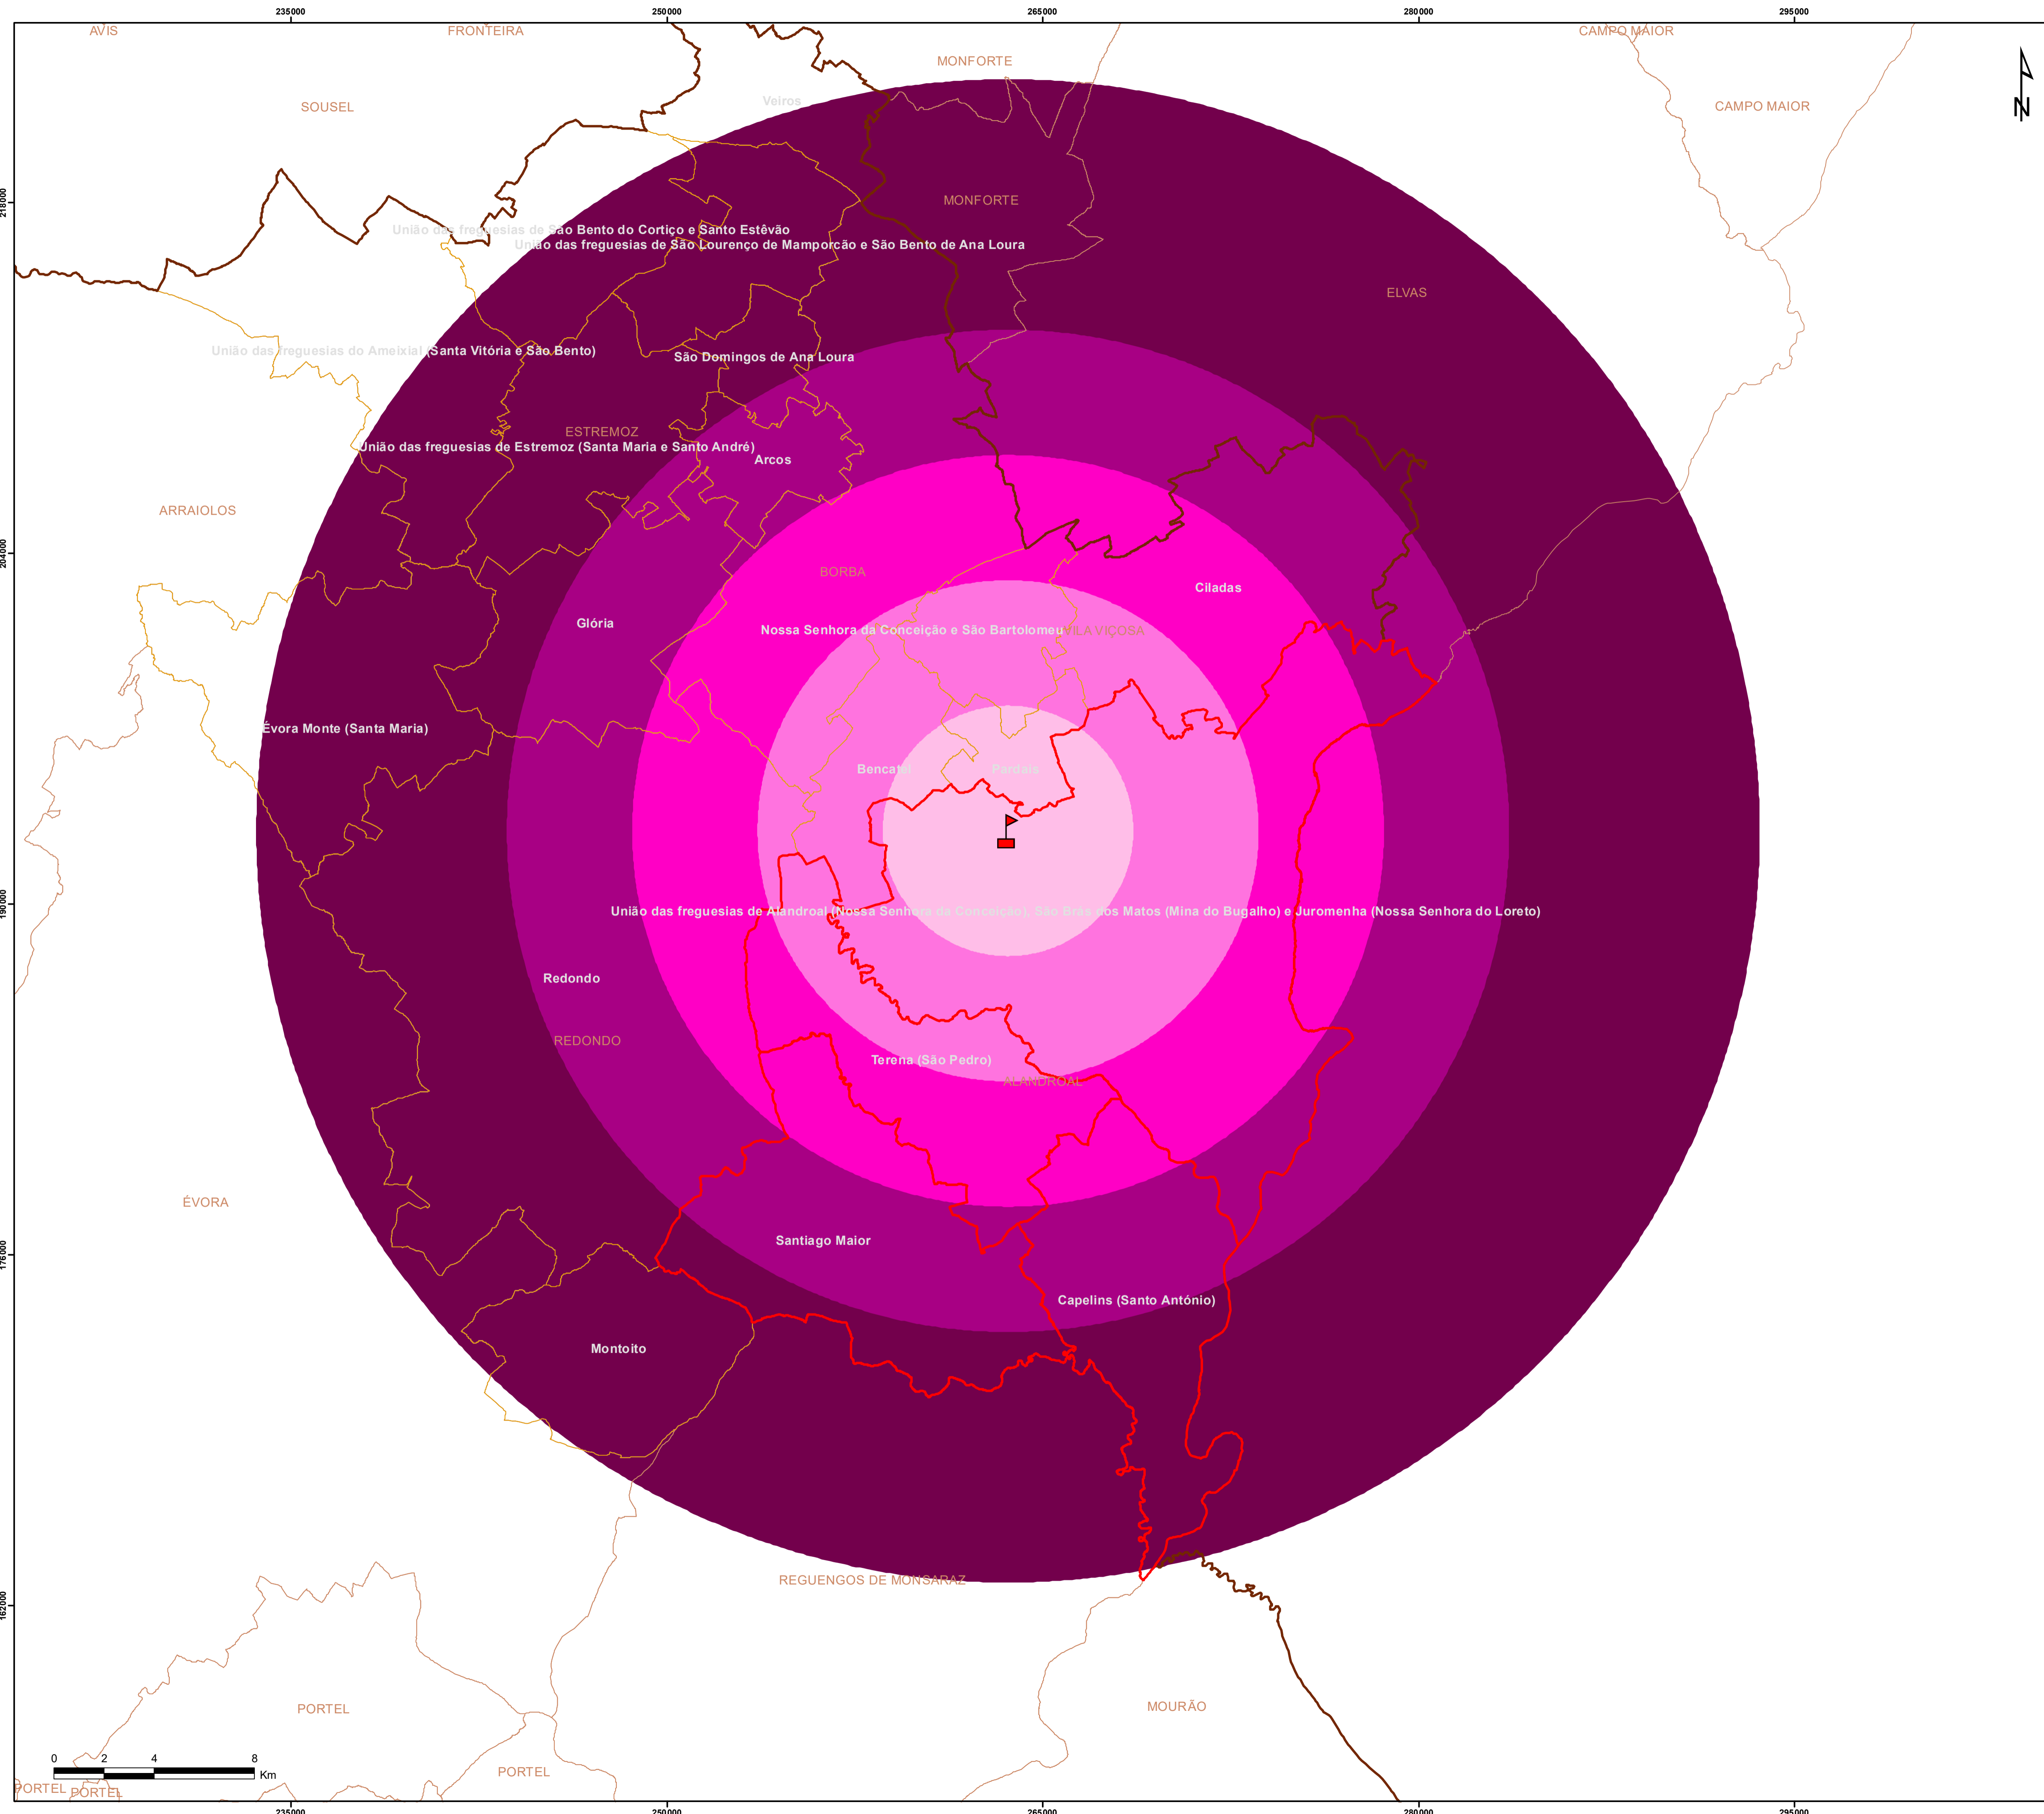 235000 250000 265000 280000 295000
AVIS FRONTEIRA CAMPO MAIOR
MONFORTE
N
Veiros
SOUSEL CAMPO MAIOR
218000
MONFORTE
União das freguesias de São Bento do Cortiço e Santo Estêvão
União das freguesias de São Lourenço de Mamporcão e São Bento de Ana Loura
ELVAS
União das freguesias do Ameixial (Santa Vitória e São Bento)
São Domingos de Ana Loura
ESTREMOZ
União das freguesias de Estremoz (Santa Maria e Santo André)
Arcos
ARRAIOLOS
204000
BORBA
Ciladas
Glória
Nossa Senhora da Conceição e São Bartolomeu
VILA VIÇOSA
Évora Monte (Santa Maria)
Bencatel Pardais
190000
União das freguesias de Alandroal (Nossa Senhora da Conceição), São Brás dos Matos (Mina do Bugalho) e Juromenha (Nossa Senhora do Loreto)
Redondo
REDONDO
Terena (São Pedro)
ALANDROAL
ÉVORA
176000
Santiago Maior
Capelins (Santo António)
Montoito
REGUENGOS DE MONSARAZ
162000
PORTEL
MOURÃO
0 2 4 8
Km
PORTEL
PORTEL
PORTEL
235000 250000 265000 280000 295000